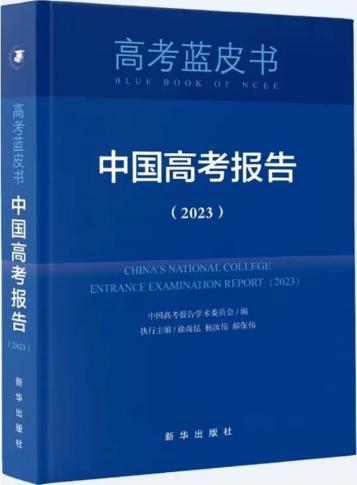 高考蓝皮书
BLUE BOOK OF NCEE
中国高考报告
（2023）
CHINA'S NATIONAL COLLEGE
ENTRANCE EXAMINATION REPORT（2023）
中国高考报告学术委员会/编
执行主编/徐尚昆 杨汝岱 郝保伟
新华出版社
高考蓝皮书
中国高考报告
（2023）
新华出版社